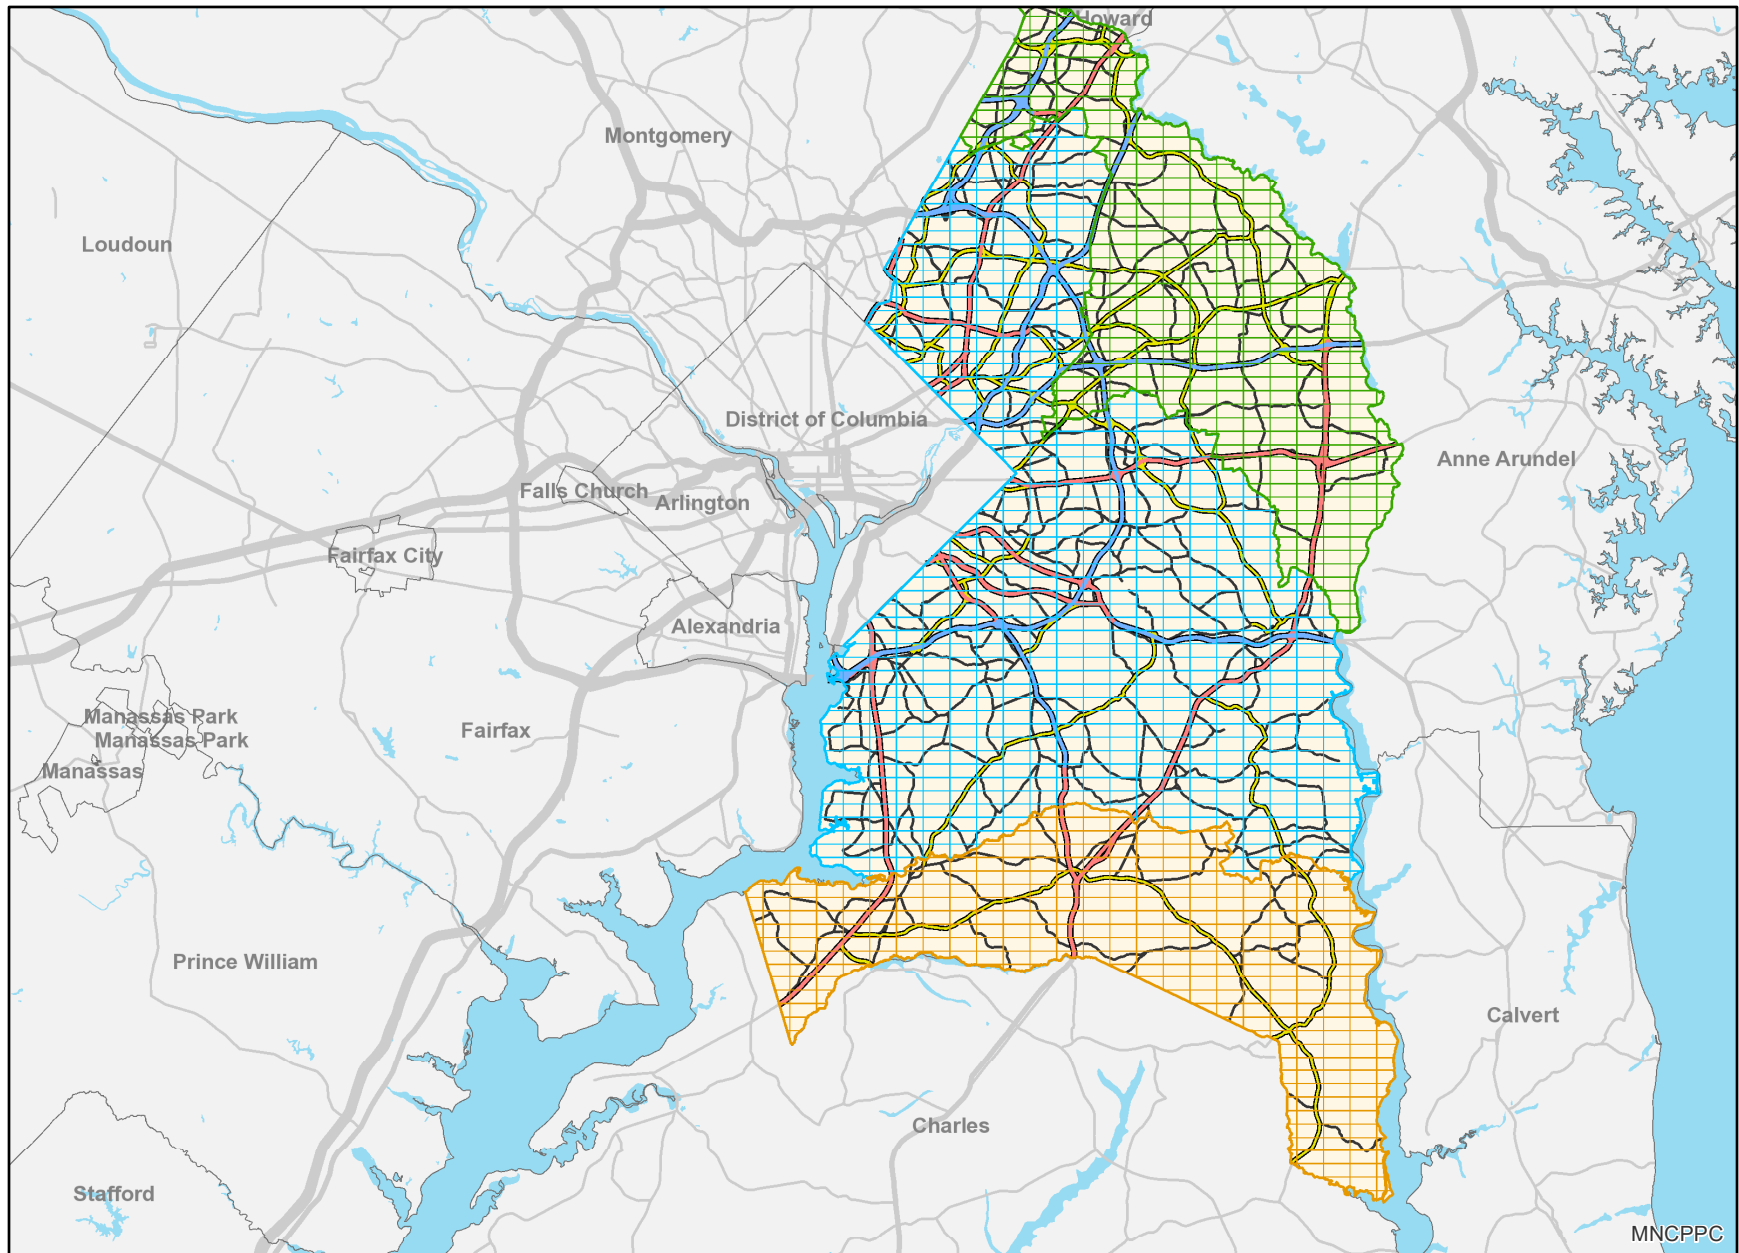 Howard
Montgomery
Loudoun
District of Columbia
Anne Arundel
Falls Church
Arlington
Fairfax City
Alexandria
Manassas Park
Fairfax
Manassas Park
Manassas
Prince William
Calvert
Charles
Stafford
MNCPPC